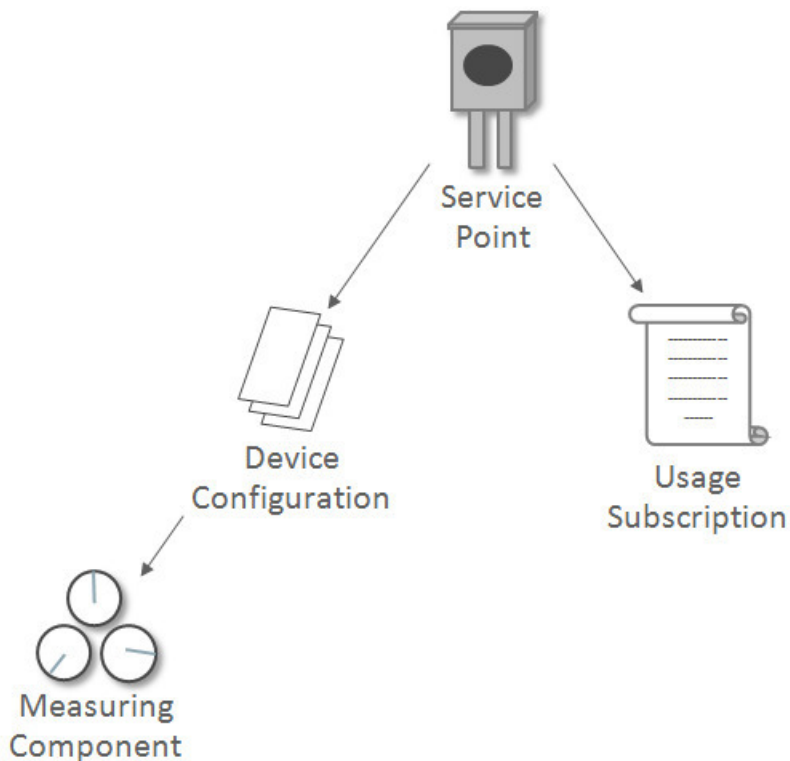 Service
Point
Device
Configuration
Usage
Subscription
Measuring
Component